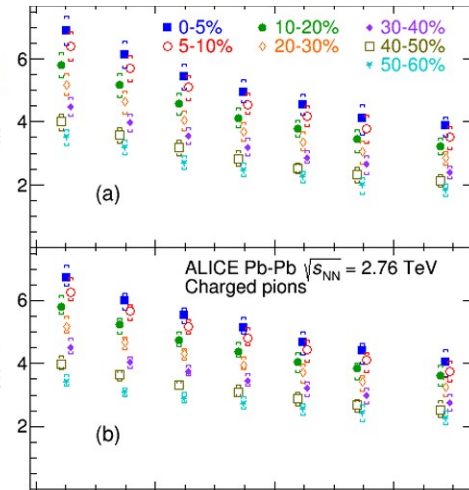 0-5% 10-20% 30-40%
5-10% 20-30% 40-50%
50-60%
6
4
2
(a)
ALICE Pb-Pb √sNN = 2.76 TeV
Charged pions
6
4
2
(b)